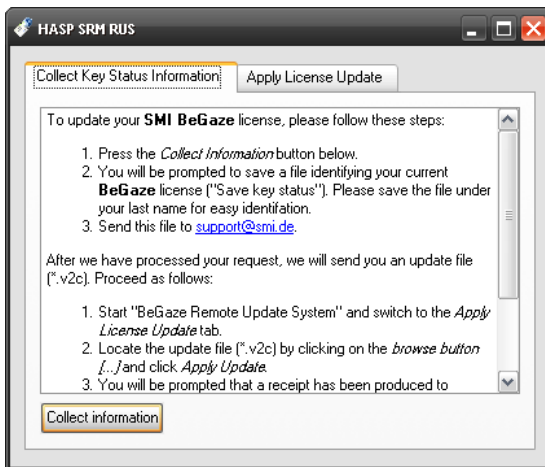 HASP SRM RUS
Collect Key Status Information
Apply License Update
To update your SMI BeGaze license, please follow these steps:
1. Press the Collect Information button below.
2. You will be prompted to save a file identifying your current
BeGaze license ("Save key status"). Please save the file under
your last name for easy identifation.
3. Send this file to support@smi.de.
After we have processed your request, we will send you an update file
(*.v2c). Proceed as follows:
1. Start "BeGaze Remote Update System" and switch to the Apply
License Update tab.
2. Locate the update file (*.v2c) by clicking on the browse button
[...] and click Apply Update.
3. You will be prompted that a receipt has been produced to
Collect information